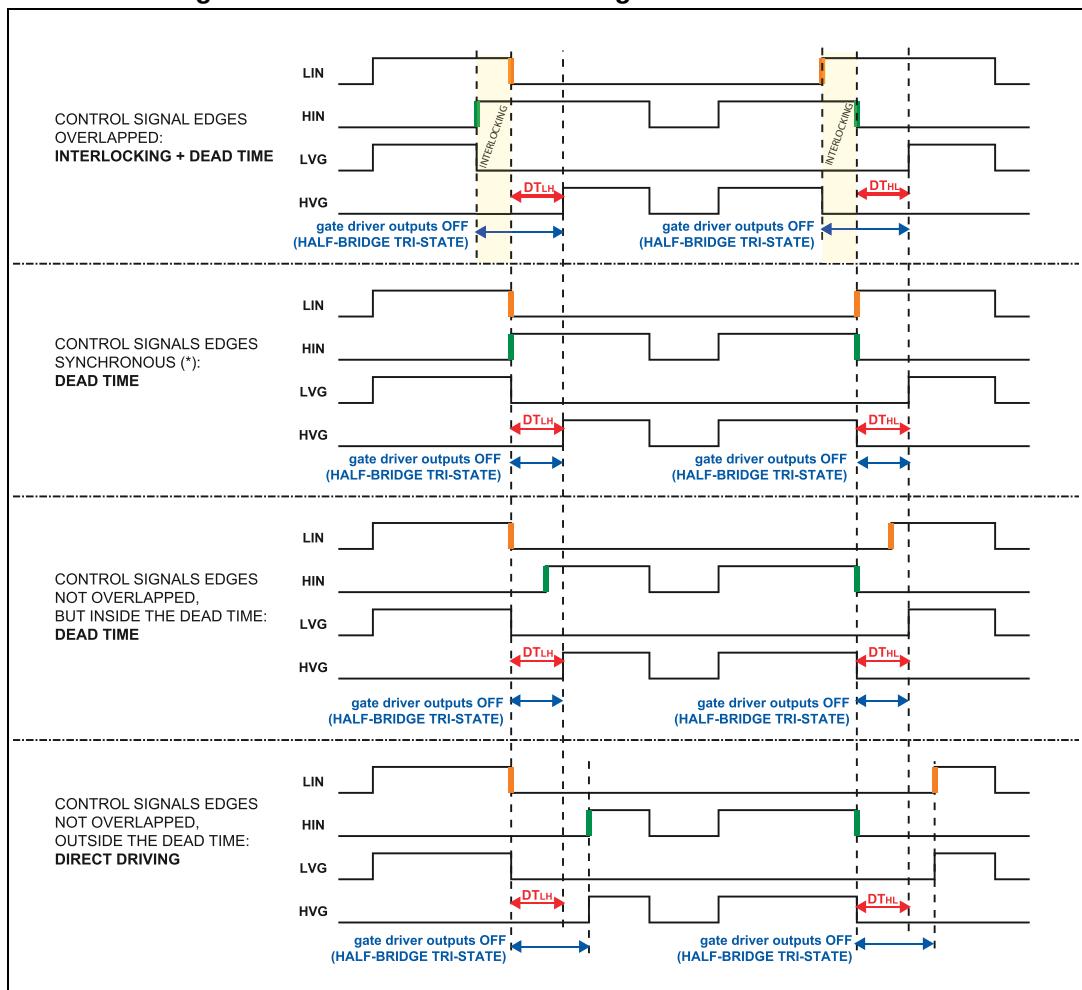 LIN
HIN
CONTROL SIGNAL EDGES
OVERLAPPED:
INTERLOCKING + DEAD TIME
INTERLOCKING
INTERLOCKING
LVG
DTLH
DTHL
HVG
gate driver outputs OFF
(HALF-BRIDGE TRI-STATE)
gate driver outputs OFF
(HALF-BRIDGE TRI-STATE)
LIN
CONTROL SIGNALS EDGES
SYNCHRONOUS (*):
DEAD TIME
HIN
LVG
DTLH
DTHL
HVG
gate driver outputs OFF
(HALF-BRIDGE TRI-STATE)
gate driver outputs OFF
(HALF-BRIDGE TRI-STATE)
LIN
CONTROL SIGNALS EDGES
NOT OVERLAPPED,
BUT INSIDE THE DEAD TIME:
DEAD TIME
HIN
LVG
DTLH
DTHL
HVG
gate driver outputs OFF
(HALF-BRIDGE TRI-STATE)
gate driver outputs OFF
(HALF-BRIDGE TRI-STATE)
LIN
CONTROL SIGNALS EDGES
NOT OVERLAPPED,
OUTSIDE THE DEAD TIME:
DIRECT DRIVING
HIN
LVG
DTLH
DTHL
HVG
gate driver outputs OFF
(HALF-BRIDGE TRI-STATE)
gate driver outputs OFF
(HALF-BRIDGE TRI-STATE)